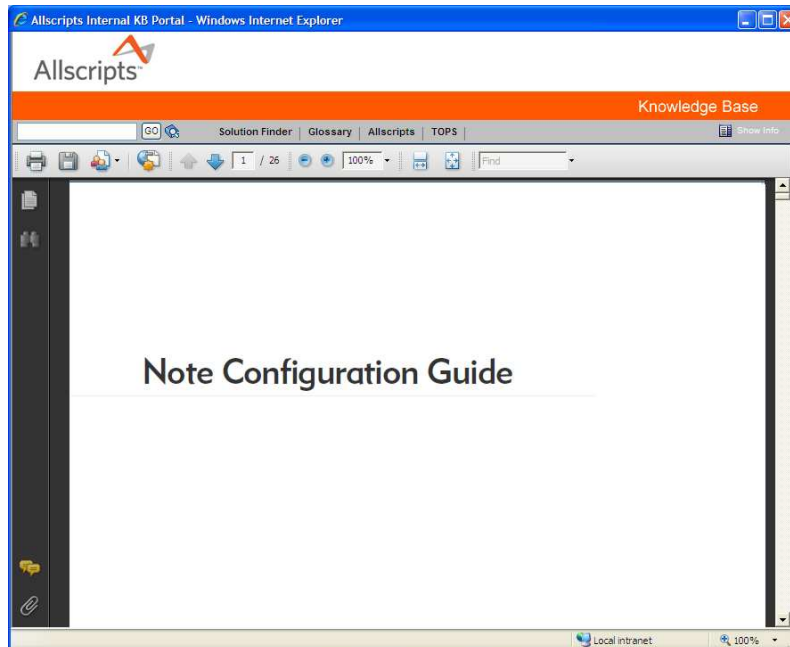 Allscripts Internal KB Portal - Windows Internet Explorer
Allscripts™
Knowledge Base
GO Solution Finder | Glossary | Allscripts | TOPS | Show Info
1 / 26 100% Find
Note Configuration Guide
Local intranet 100%